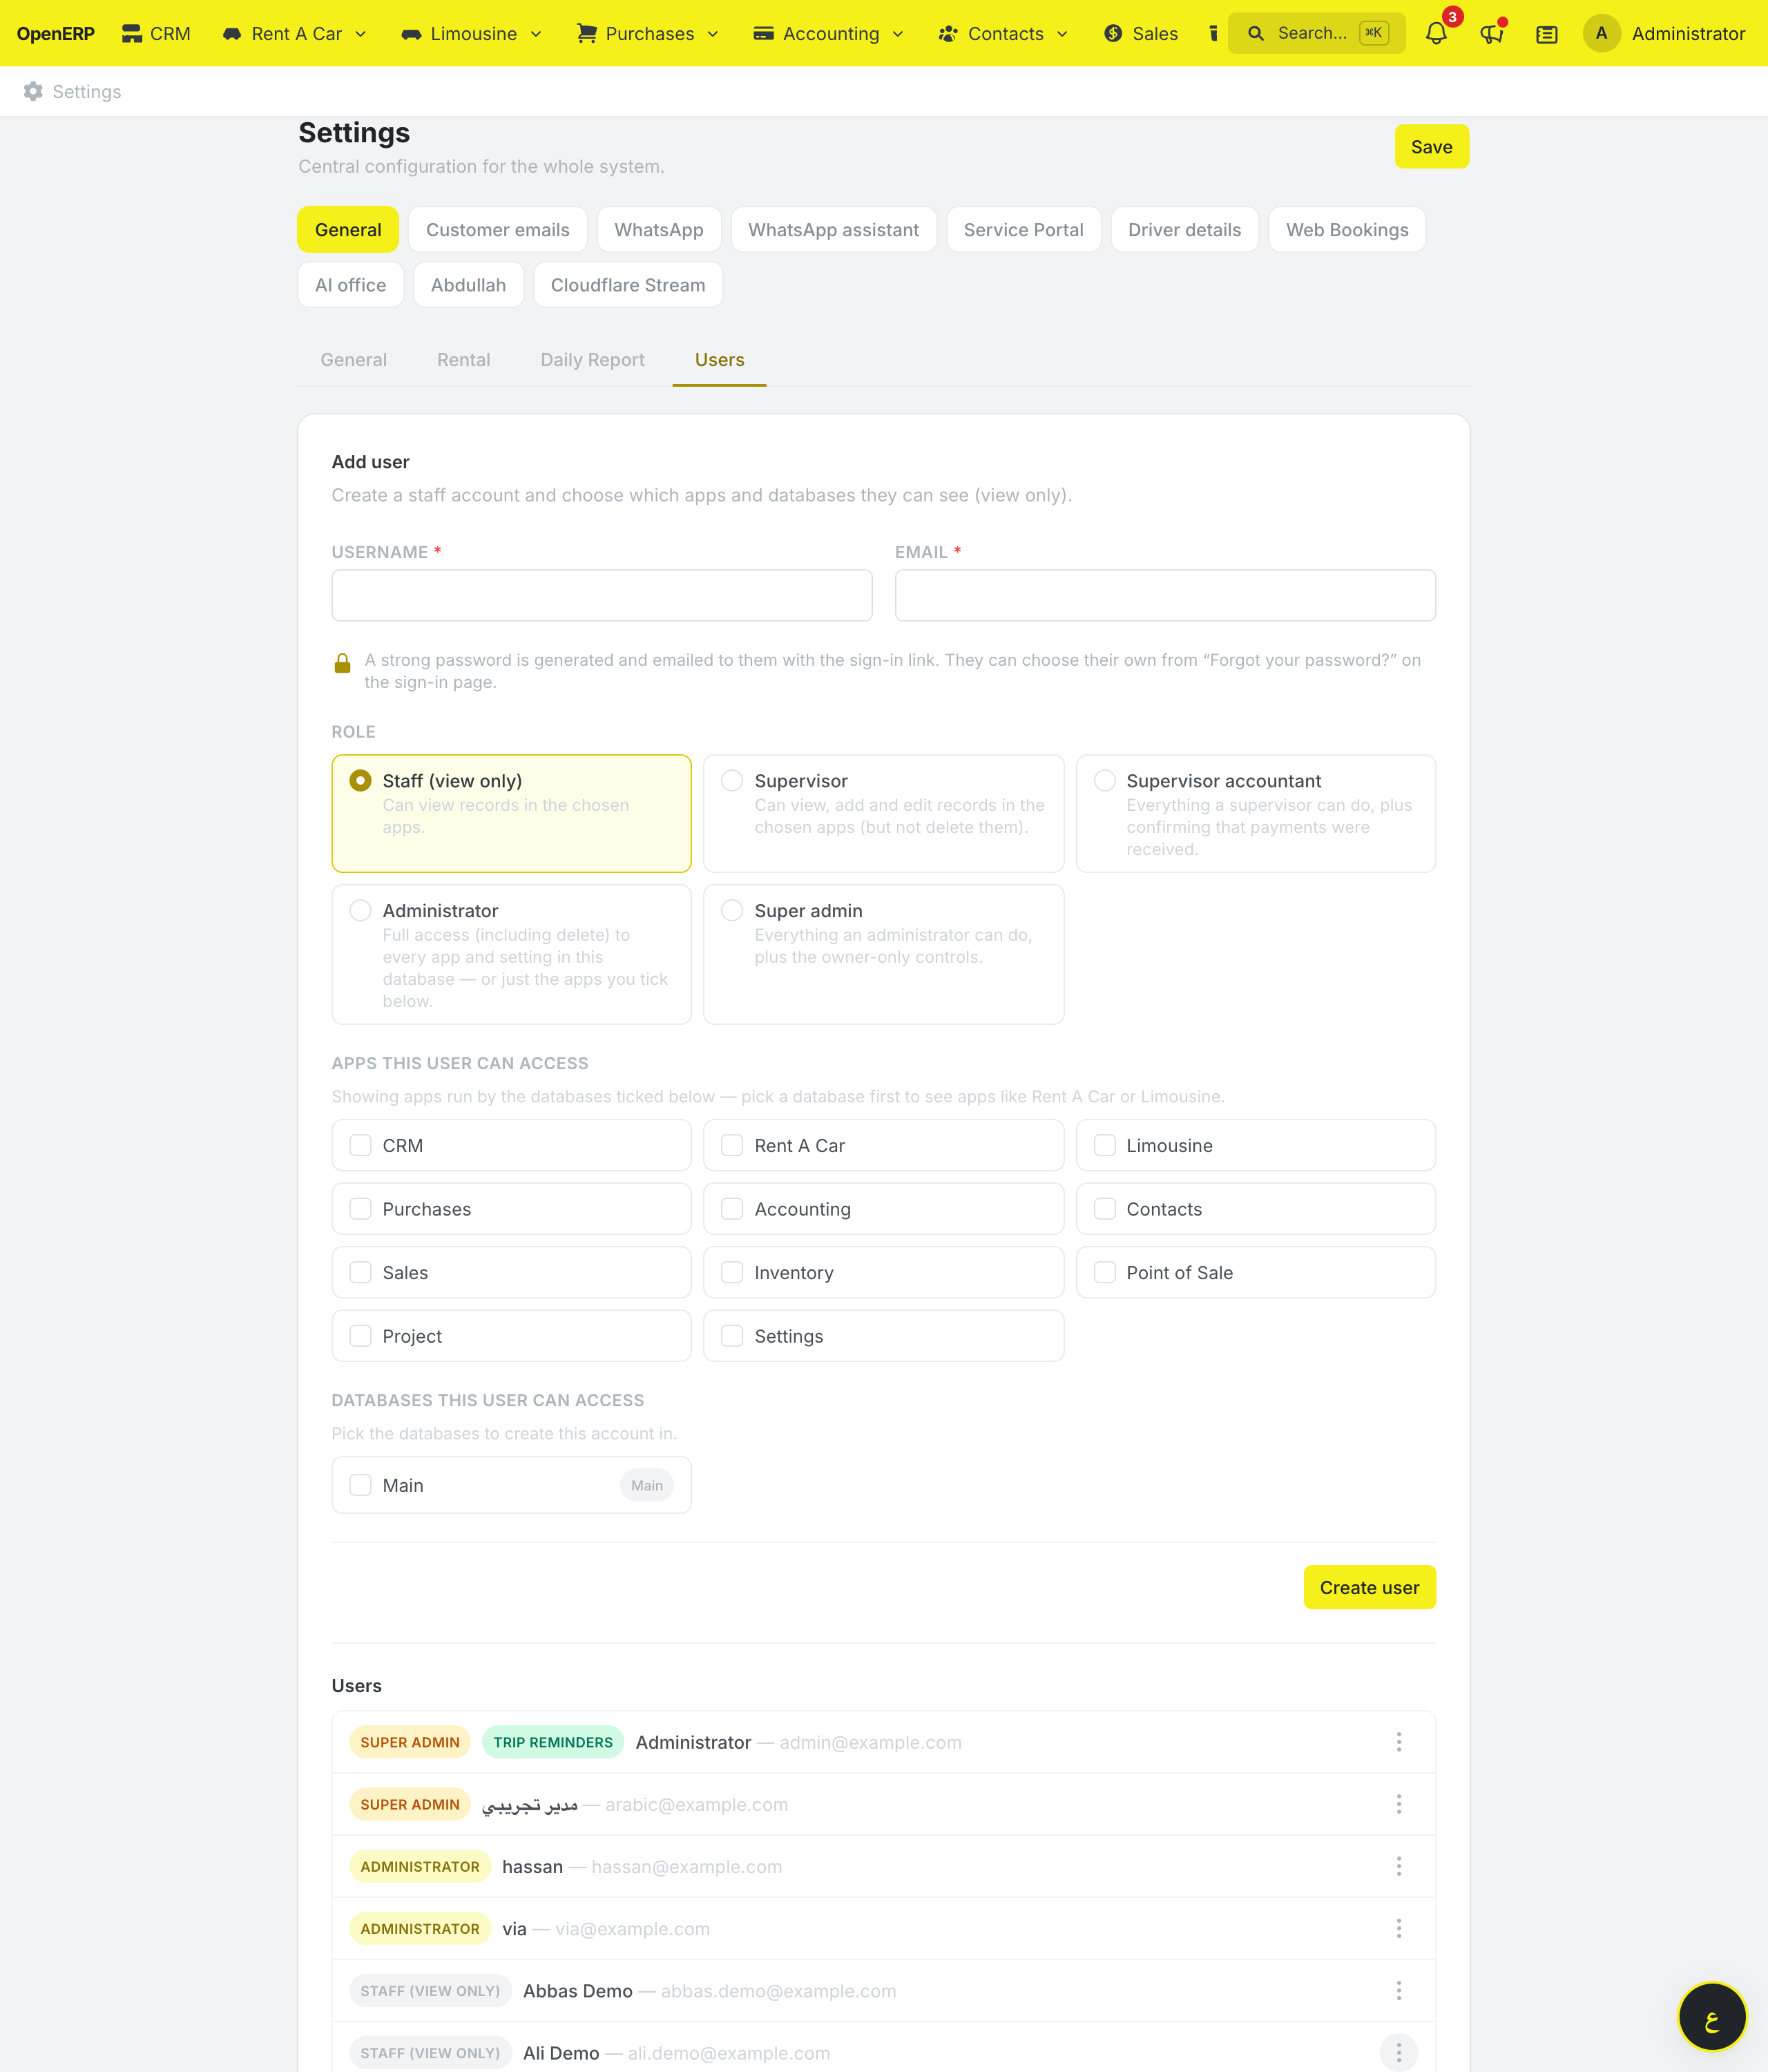 OpenERP CRM Rent A Car Limousine Purchases Accounting Contacts Sales Search... ⌘K 3 A Administrator
Settings
Settings
Save
Central configuration for the whole system.
General Customer emails WhatsApp WhatsApp assistant Service Portal Driver details Web Bookings
AI office Abdullah Cloudflare Stream
General Rental Daily Report Users
Add user
Create a staff account and choose which apps and databases they can see (view only).
USERNAME * EMAIL *
A strong password is generated and emailed to them with the sign-in link. They can choose their own from “Forgot your password?” on
the sign-in page.
ROLE
Staff (view only)
Can view records in the chosen
apps.
Supervisor
Can view, add and edit records in the
chosen apps (but not delete them).
Supervisor accountant
Everything a supervisor can do, plus
confirming that payments were
received.
Administrator
Full access (including delete) to
every app and setting in this
database — or just the apps you tick
below.
Super admin
Everything an administrator can do,
plus the owner-only controls.
APPS THIS USER CAN ACCESS
Showing apps run by the databases ticked below — pick a database first to see apps like Rent A Car or Limousine.
CRM Rent A Car Limousine
Purchases Accounting Contacts
Sales Inventory Point of Sale
Project Settings
DATABASES THIS USER CAN ACCESS
Pick the databases to create this account in.
Main Main
Create user
Users
SUPER ADMIN TRIP REMINDERS Administrator — admin@example.com
SUPER ADMIN مدير تجريبي — arabic@example.com
ADMINISTRATOR hassan — hassan@example.com
ADMINISTRATOR via — via@example.com
STAFF (VIEW ONLY) Abbas Demo — abbas.demo@example.com
STAFF (VIEW ONLY) Ali Demo — ali.demo@example.com
ع